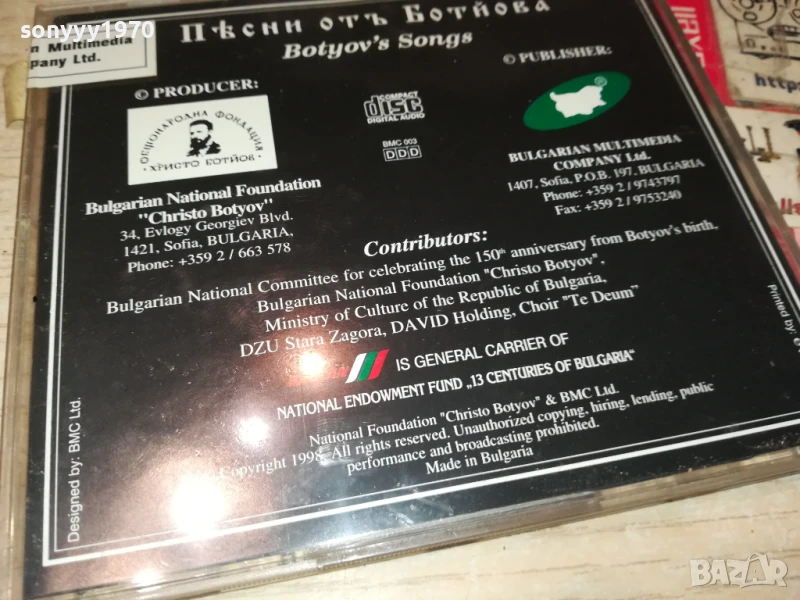 sonyyy1970
n Multimedia
pany Ltd.
Пѣсни отъ Ботйова
Botyov's Songs
© PRODUCER:
© PUBLISHER:
ОБЩОНАРОДНА ФОНДАЦИЯ
·ХРИСТО БОТЙОВ·
COMPACT
disc
DIGITAL AUDIO
BMC 003
DDD
Bulgarian National Foundation
"Christo Botyov"
34, Evlogy Georgiev Blvd.
1421, Sofia, BULGARIA,
Phone: +359 2 / 663 578
BULGARIAN MULTIMEDIA
COMPANY Ltd.
1407, Sofia, P.O.B. 197, BULGARIA
Phone: +359 2 / 9743797
Fax: +359 2 / 9753240
Contributors:
Bulgarian National Committee for celebrating the 150th anniversary from Botyov's birth,
Bulgarian National Foundation "Christo Botyov",
Ministry of Culture of the Republic of Bulgaria,
DZU Stara Zagora, DAVID Holding, Choir "Te Deum"
IS GENERAL CARRIER OF
NATIONAL ENDOWMENT FUND „13 CENTURIES OF BULGARIA"
National Foundation "Christo Botyov" & BMC Ltd.
Copyright 1998. All rights reserved. Unauthorized copying, hiring, lending, public
performance and broadcasting prohibited.
Made in Bulgaria
Designed by: BMC Ltd.
Printed by:
http
BAZAR